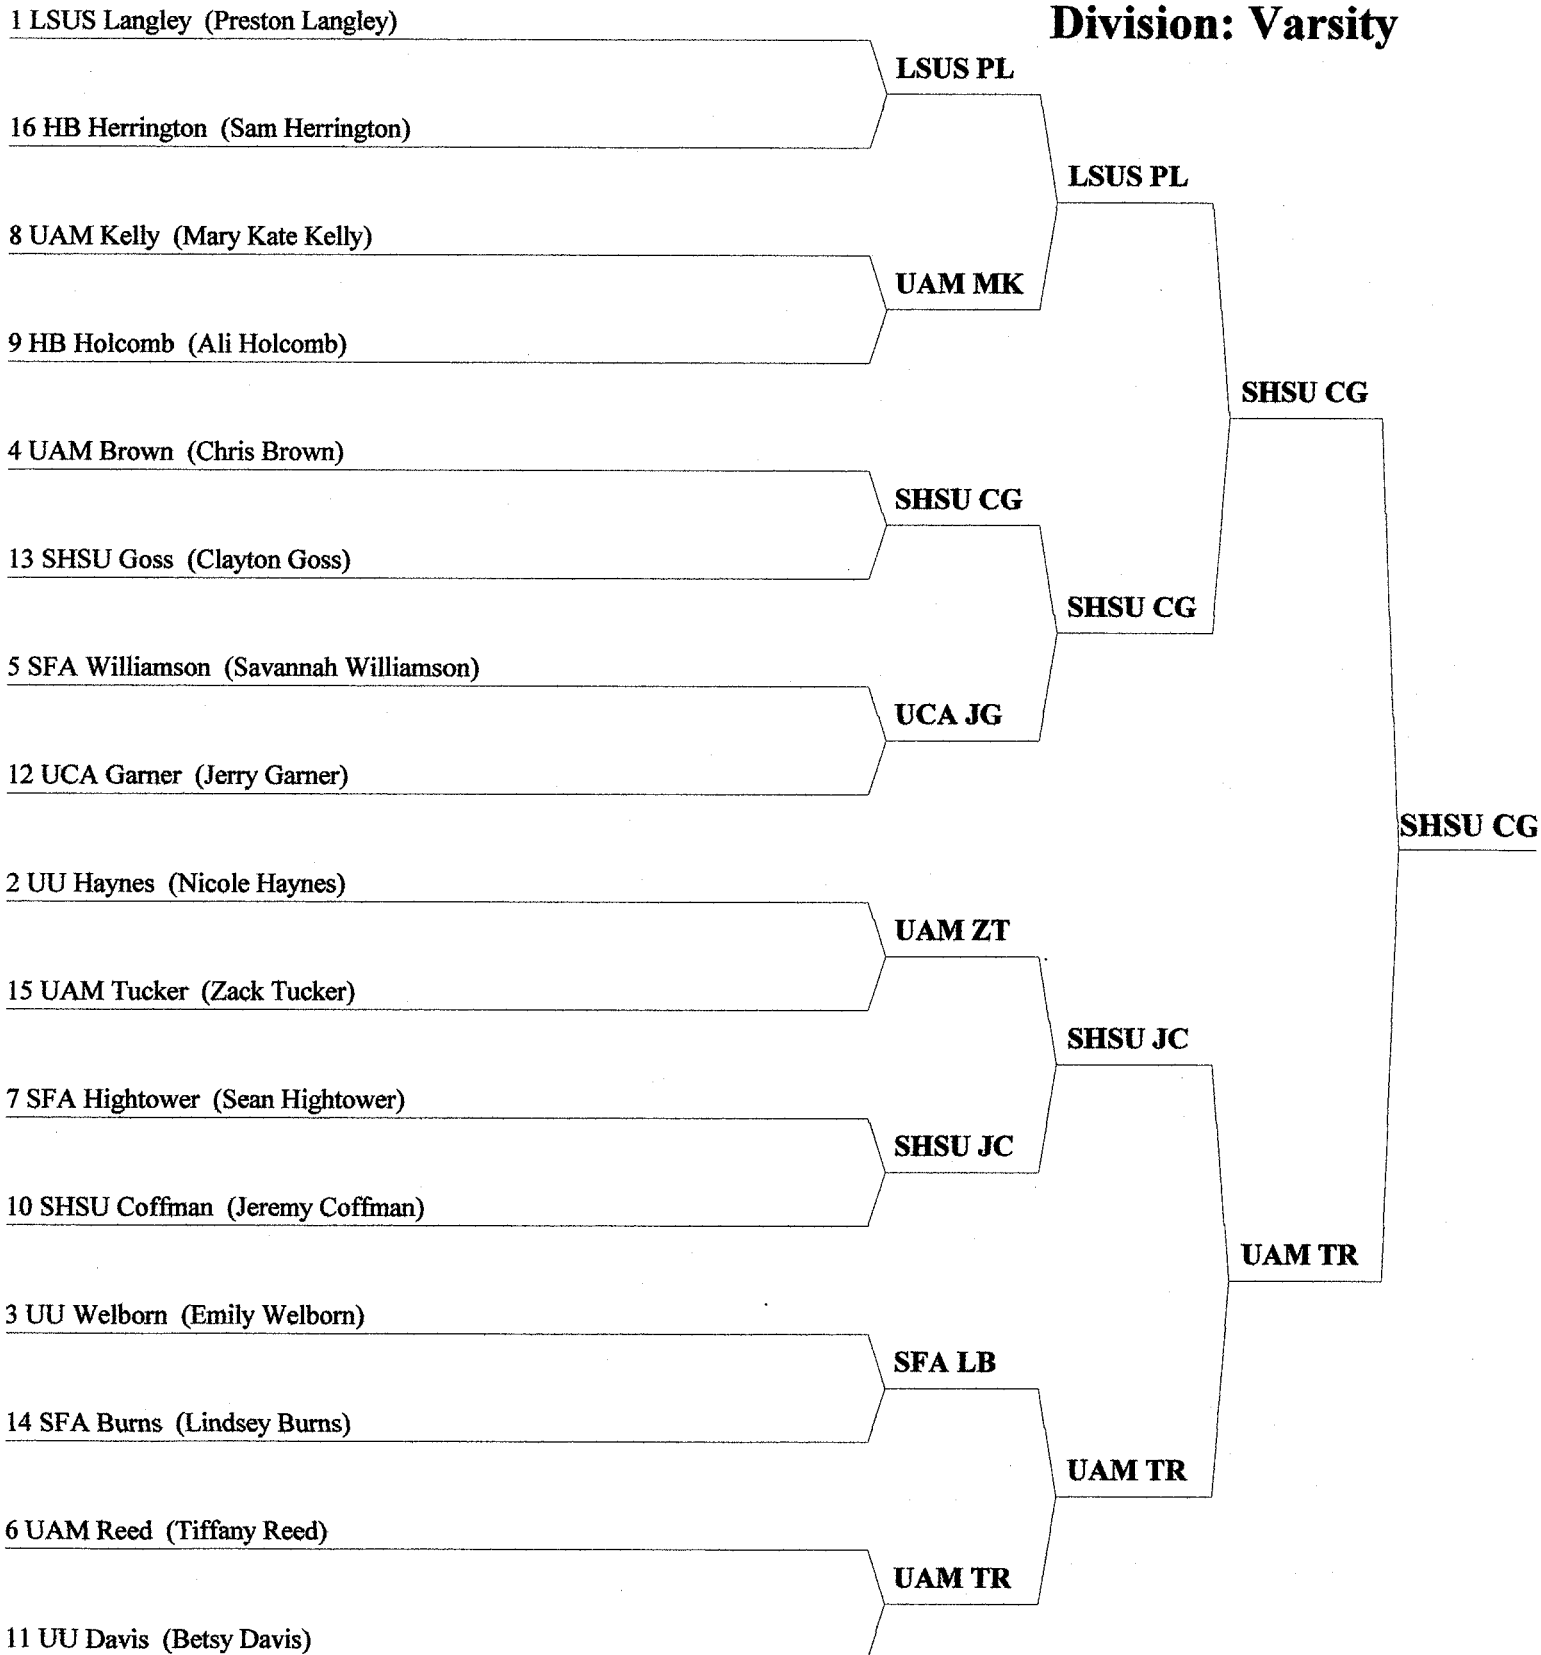 Division: Varsity
1 LSUS Langley (Preston Langley)
LSUS PL
16 HB Herrington (Sam Herrington)
LSUS PL
8 UAM Kelly (Mary Kate Kelly)
UAM MK
9 HB Holcomb (Ali Holcomb)
SHSU CG
4 UAM Brown (Chris Brown)
SHSU CG
13 SHSU Goss (Clayton Goss)
SHSU CG
5 SFA Williamson (Savannah Williamson)
UCA JG
12 UCA Garner (Jerry Garner)
SHSU CG
2 UU Haynes (Nicole Haynes)
UAM ZT
15 UAM Tucker (Zack Tucker)
SHSU JC
7 SFA Hightower (Sean Hightower)
SHSU JC
10 SHSU Coffman (Jeremy Coffman)
UAM TR
3 UU Welborn (Emily Welborn)
SFA LB
14 SFA Burns (Lindsey Burns)
UAM TR
6 UAM Reed (Tiffany Reed)
UAM TR
11 UU Davis (Betsy Davis)